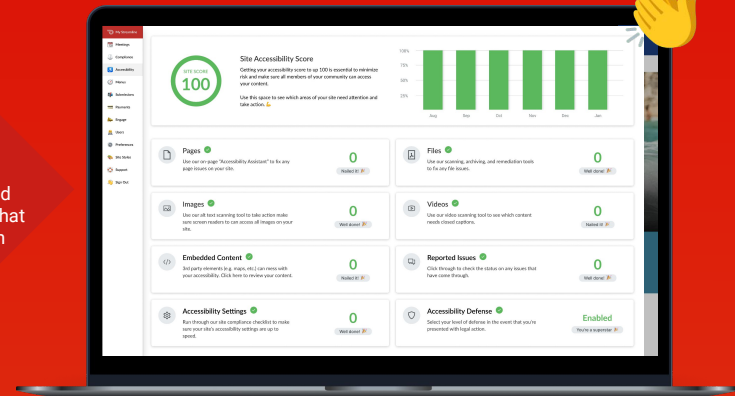 My Streamline
Meetings
Compliance
Accessibility
Menus
Submissions
Payments
Engage
Users
Preferences
Site Styles
Support
Sign Out
SITE SCORE
100
Site Accessibility Score
Getting your accessibility score to up 100 is essential to minimize
risk and make sure all members of your community can access
your content.
Use this space to see which areas of your site need attention and
take action.
100%
75%
50%
25%
Aug Sep Oct Nov Dec Jan
Pages
Use our on-page "Accessibility Assistant" to fix any
page issues on your site.
0
Nailed it!
Files
Use our scanning, archiving, and remediation tools
to fix any file issues.
0
Well done!
Images
Use our alt text scanning tool to take action make
sure screen readers to can access all images on your
site.
0
Well done!
Videos
Use our video scanning tool to see which content
needs closed captions.
0
Nailed it!
Embedded Content
3rd party elements (e.g. maps, etc.) can mess with
your accessibility. Click here to review your content.
0
Nailed it!
Reported Issues
Click through to check the status on any issues that
have come through.
0
Well done!
Accessibility Settings
Run through our site compliance checklist to make
sure your site's accessibility settings are up to
speed.
0
Well done!
Accessibility Defense
Select your level of defense in the event that you're
presented with legal action.
Enabled
You're a superstar
d
hat
n